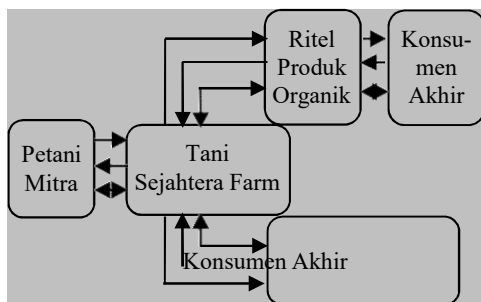 Ritel
Produk
Organik
Konsu-
men
Akhir
Petani
Mitra
Tani
Sejahtera Farm
Konsumen Akhir